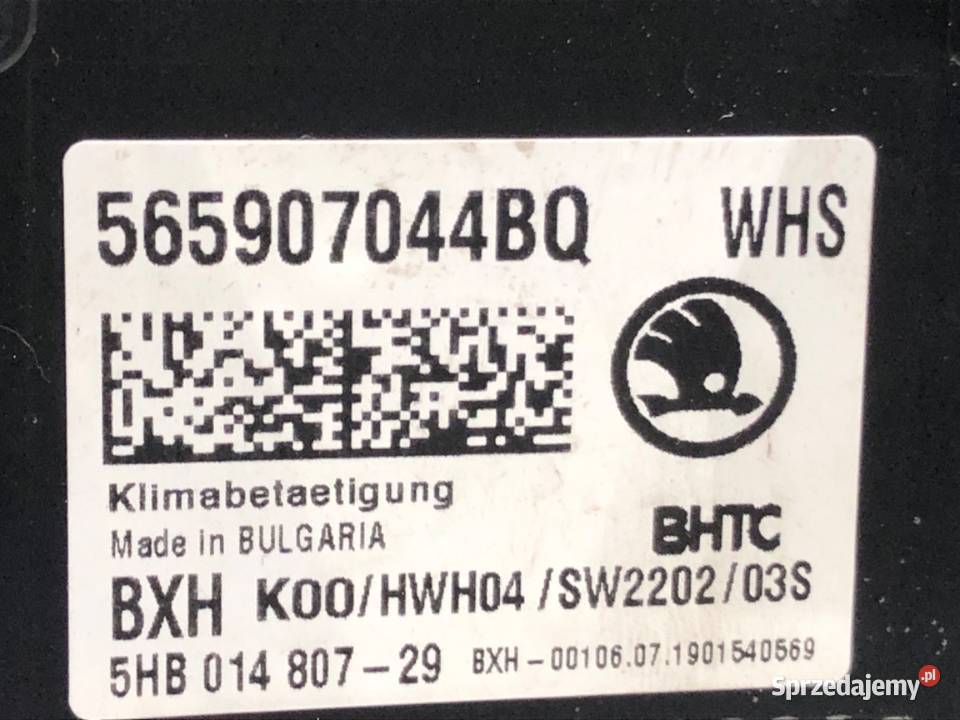 565907044BQ WHS
Klimabetaetigung
Made in BULGARIA
BHTC
BXH K00/HWH04/SW2202/03S
5HB 014 807-29 BXH-00106.07.1901540569
Sprzedajemy.pl